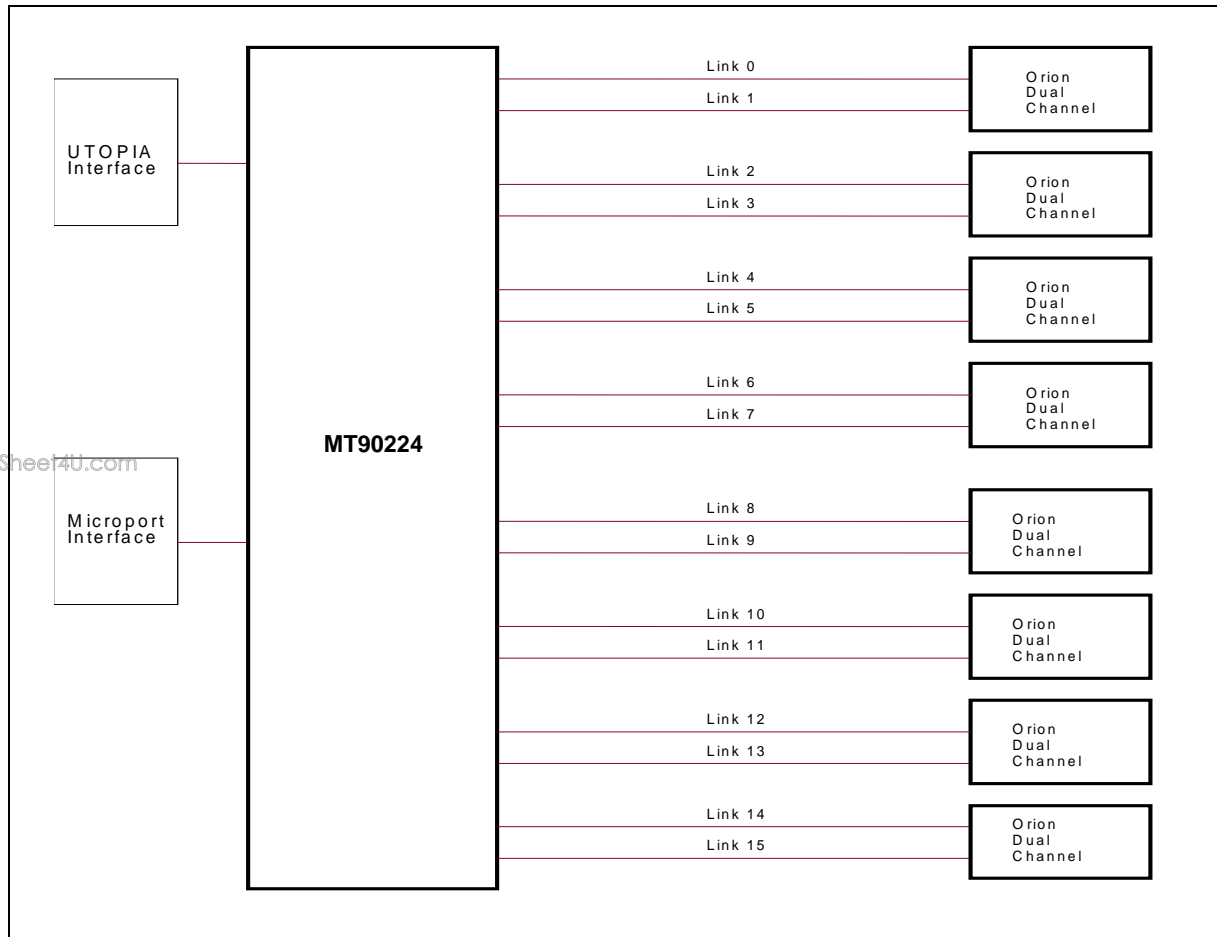 UTOPIA
Interface
Microport
Interface
MT90224
Link 0
Link 1
Orion
Dual
Channel
Link 2
Link 3
Orion
Dual
Channel
Link 4
Link 5
Orion
Dual
Channel
Link 6
Link 7
Orion
Dual
Channel
Link 8
Link 9
Orion
Dual
Channel
Link 10
Link 11
Orion
Dual
Channel
Link 12
Link 13
Orion
Dual
Channel
Link 14
Link 15
Orion
Dual
Channel
Sheet4U.com